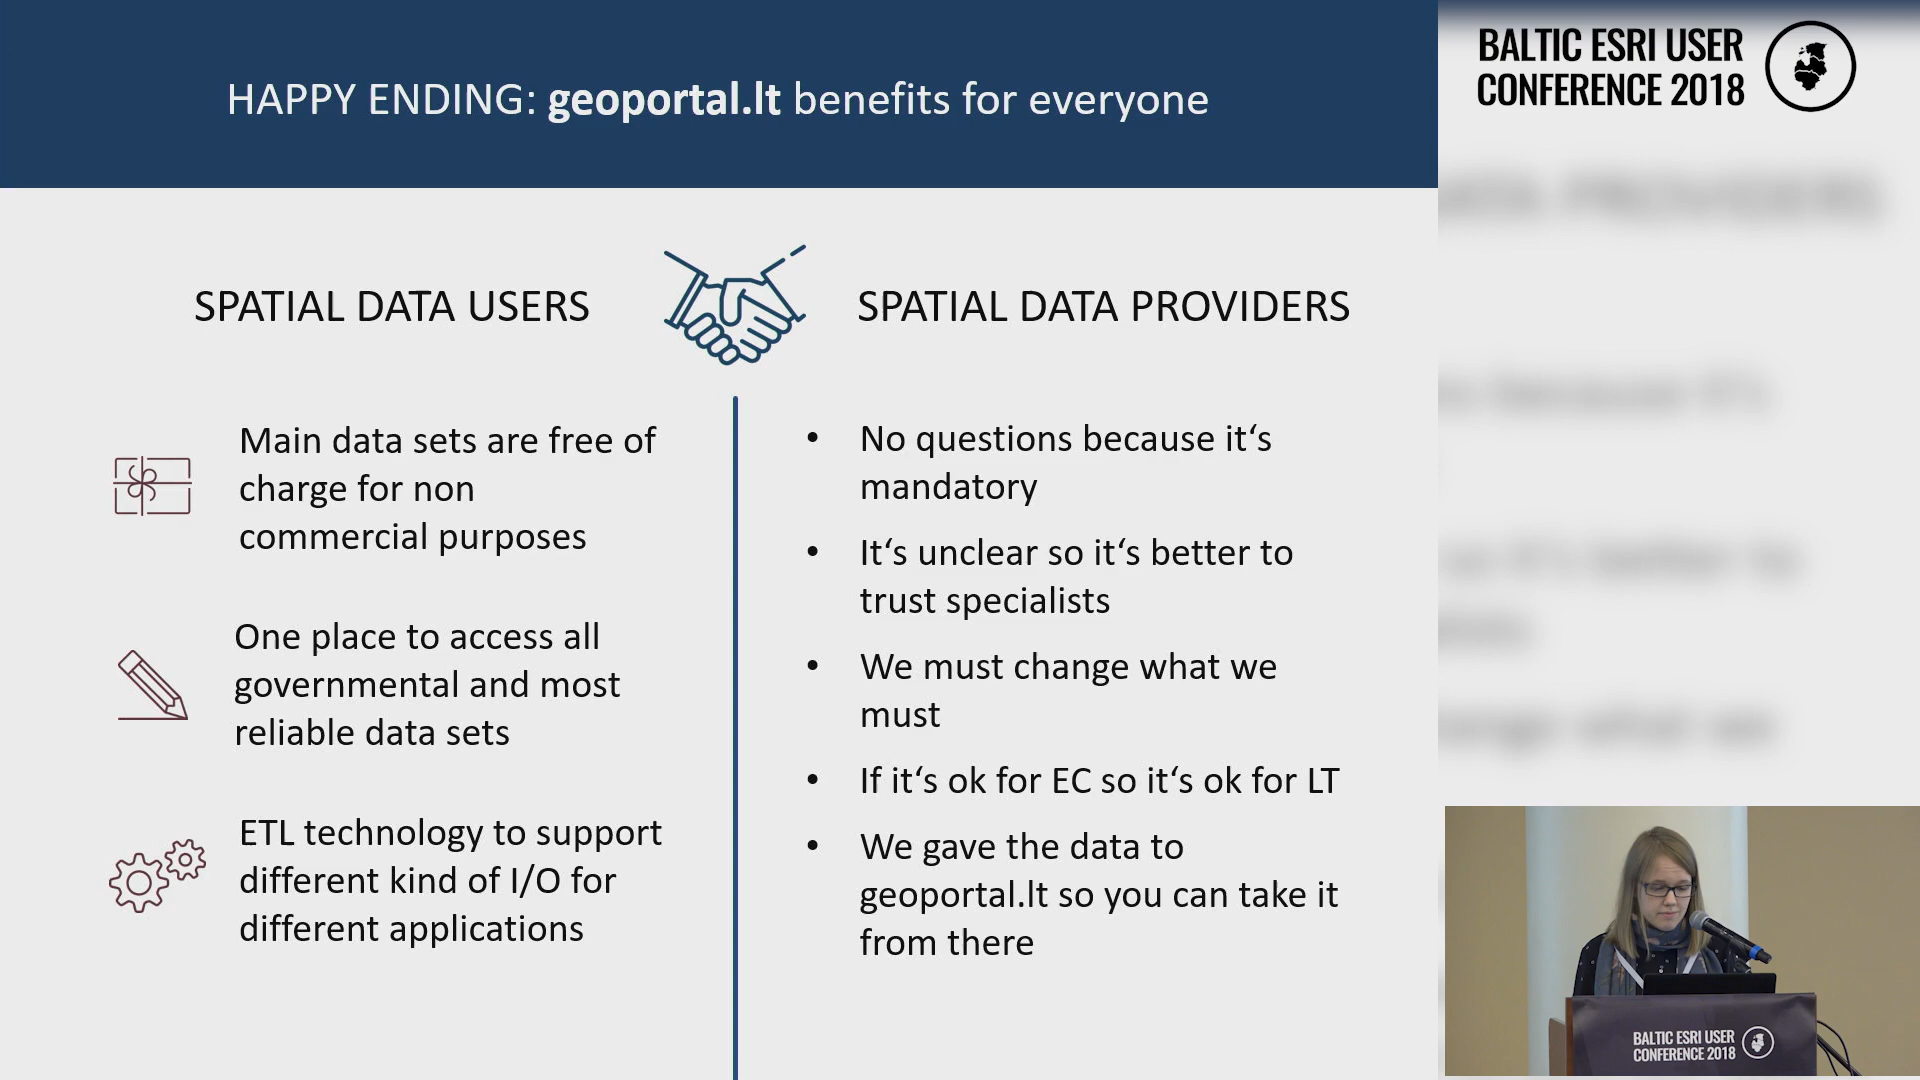 HAPPY ENDING: geoportal.lt benefits for everyone
BALTIC ESRI USER
CONFERENCE 2018
SPATIAL DATA USERS
Main data sets are free of
charge for non
commercial purposes
One place to access all
governmental and most
reliable data sets
ETL technology to support
different kind of I/O for
different applications
SPATIAL DATA PROVIDERS
• No questions because it‘s
mandatory
• It‘s unclear so it‘s better to
trust specialists
• We must change what we
must
• If it‘s ok for EC so it‘s ok for LT
• We gave the data to
geoportal.lt so you can take it
from there
BALTIC ESRI USER
CONFERENCE 2018